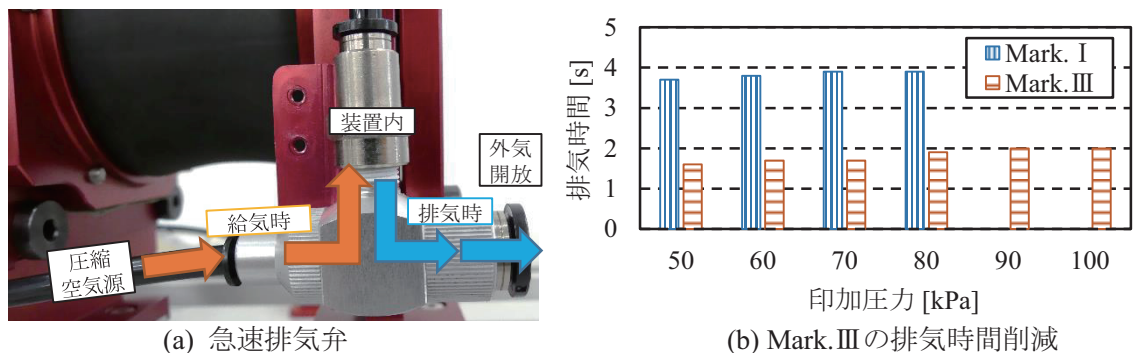 装置内
外気
開放
給気時
排気時
圧縮
空気源
(a) 急速排気弁
排気時間 [s]
5
4
3
2
1
0
Mark. Ⅰ
Mark.Ⅲ
50 60 70 80 90 100
印加圧力 [kPa]
(b) Mark.Ⅲの排気時間削減